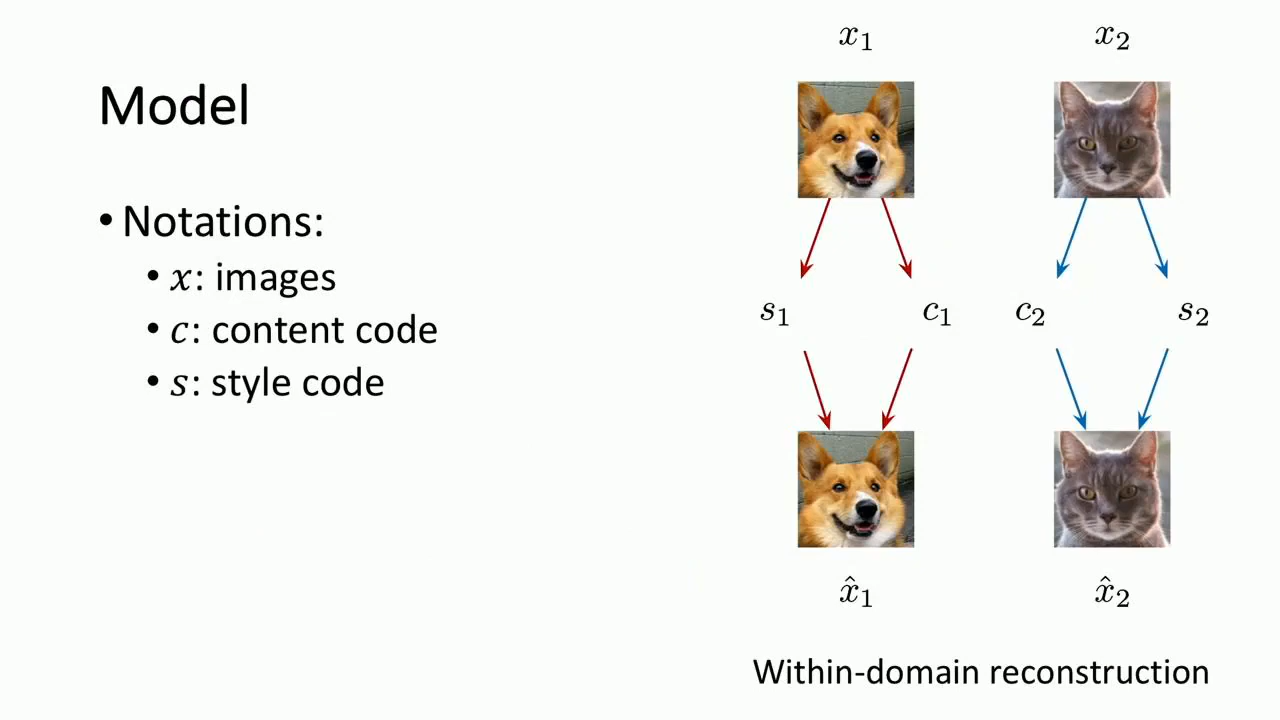 Model
• Notations:
• x: images
• c: content code
• s: style code
x₁ x₂
s₁ c₁ c₂ s₂
x̂₁ x̂₂
Within-domain reconstruction